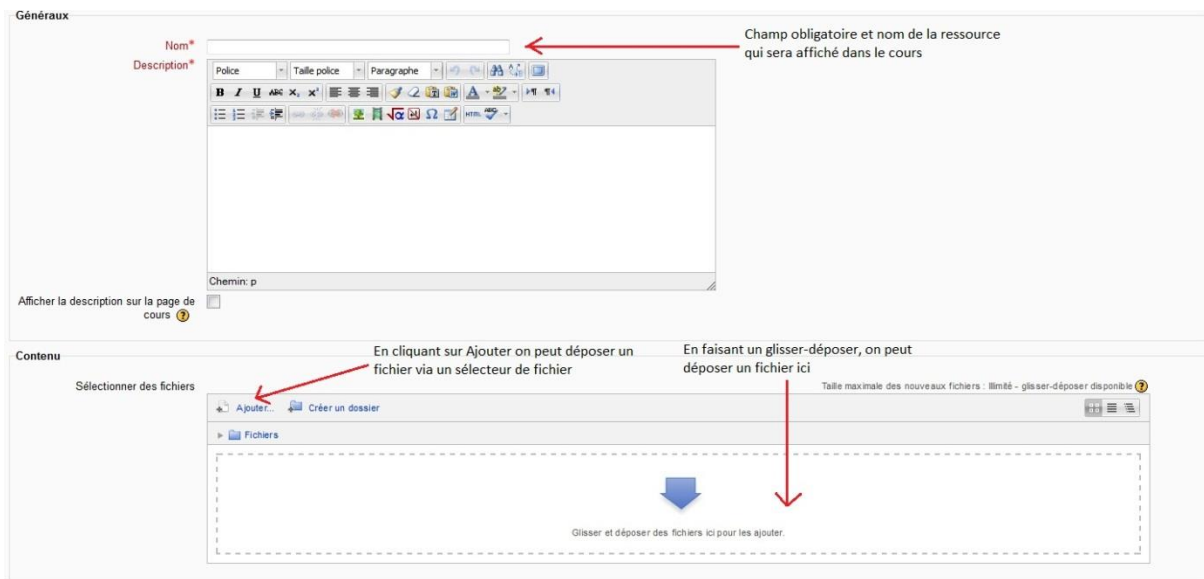 Généraux
Nom*
Champ obligatoire et nom de la ressource
qui sera affiché dans le cours
Description*
Police Taille police Paragraphe
B I U ABC X, x²
HTML ABC
Chemin: p
Afficher la description sur la page de
cours
Contenu
En cliquant sur Ajouter on peut déposer un
fichier via un sélecteur de fichier
En faisant un glisser-déposer, on peut
déposer un fichier ici
Sélectionner des fichiers
Taille maximale des nouveaux fichiers : Illimité - glisser-déposer disponible
Ajouter... Créer un dossier
Fichiers
Glisser et déposer des fichiers ici pour les ajouter.